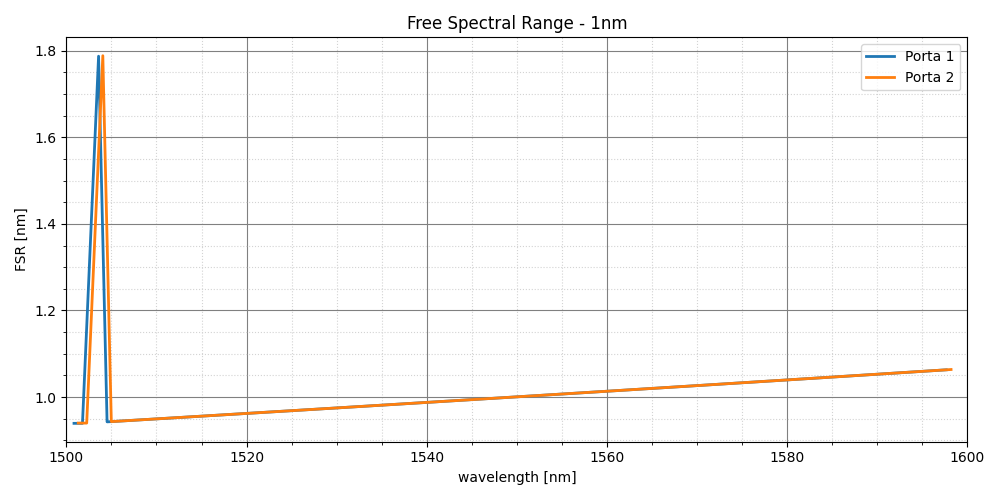 Free Spectral Range - 1nm
Porta 1
Porta 2
FSR [nm]
1.8
1.6
1.4
1.2
1.0
1500
1520
1540
1560
1580
1600
wavelength [nm]